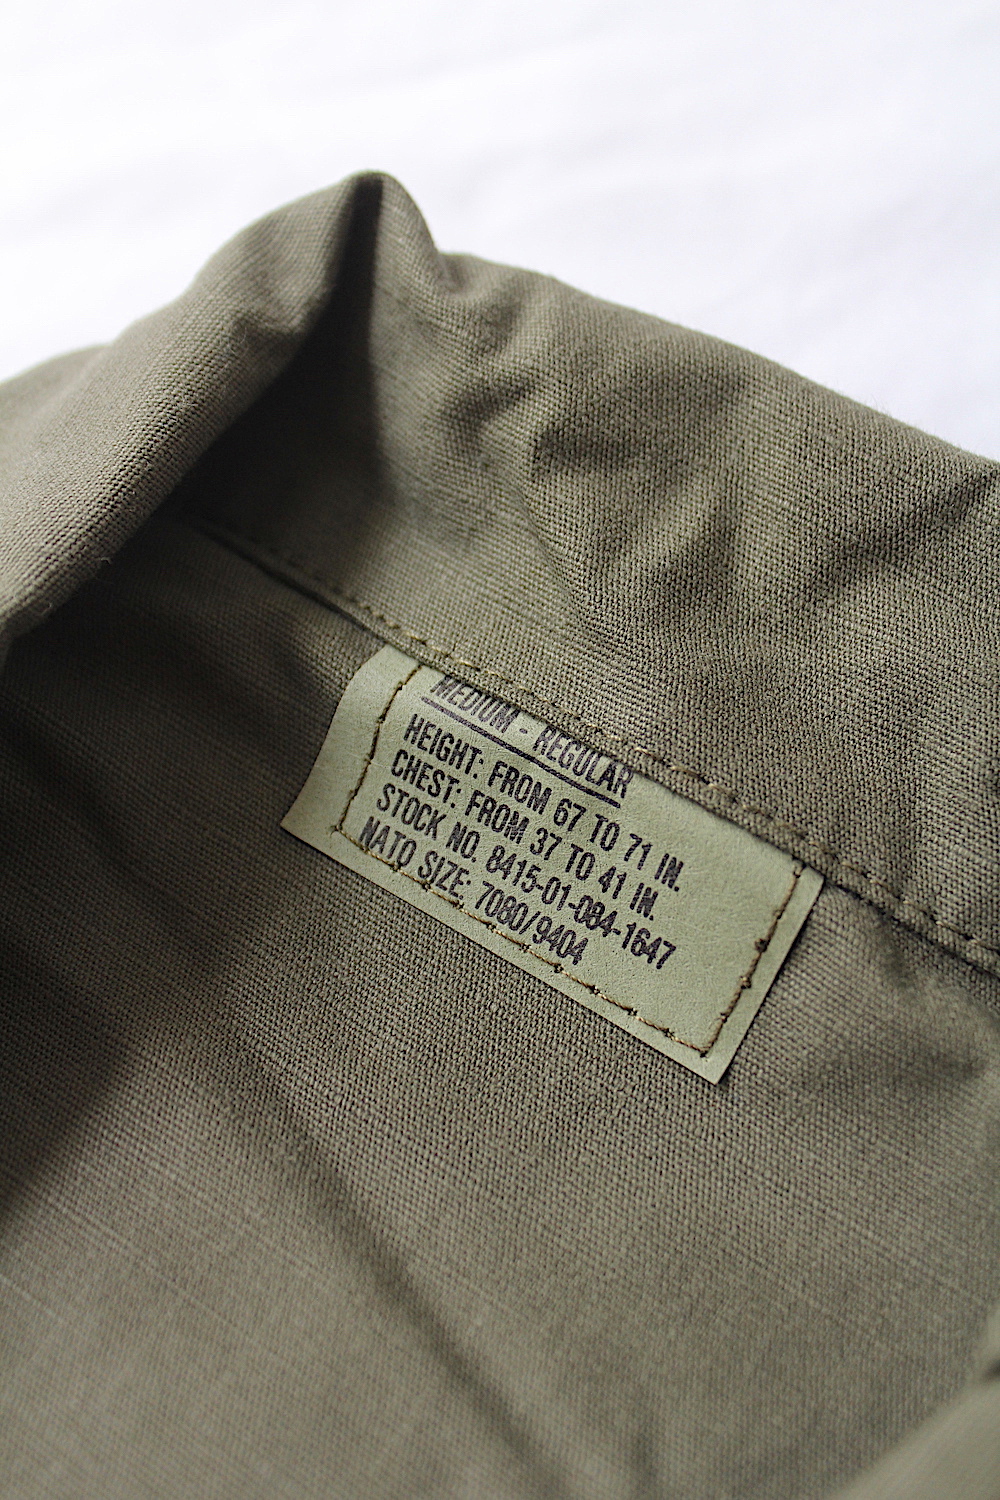 MEDIUM - REGULAR
HEIGHT: FROM 67 TO 71 IN.
CHEST: FROM 37 TO 41 IN.
STOCK NO. 8415-01-084-1647
NATO SIZE: 7080/9404